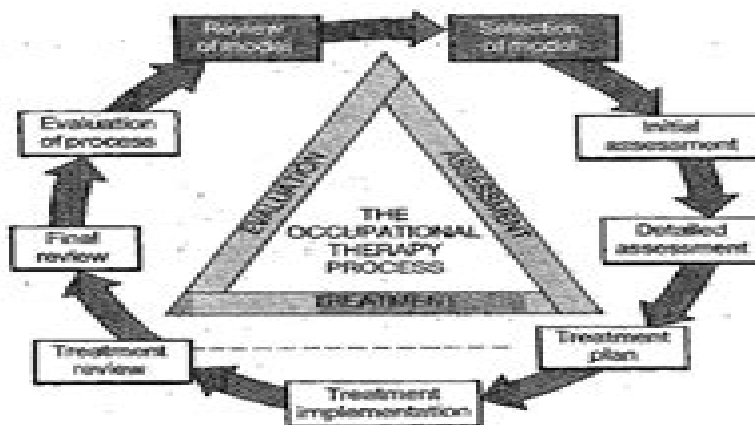 Review
of model
Selection
of model
Initial
assessment
Detailed
assessment
Treatment
plan
Treatment
implementation
Treatment
review
Final
review
Evaluation
of process
EVALUATION
ASSESSMENT
TREATMENT
THE
OCCUPATIONAL
THERAPY
PROCESS